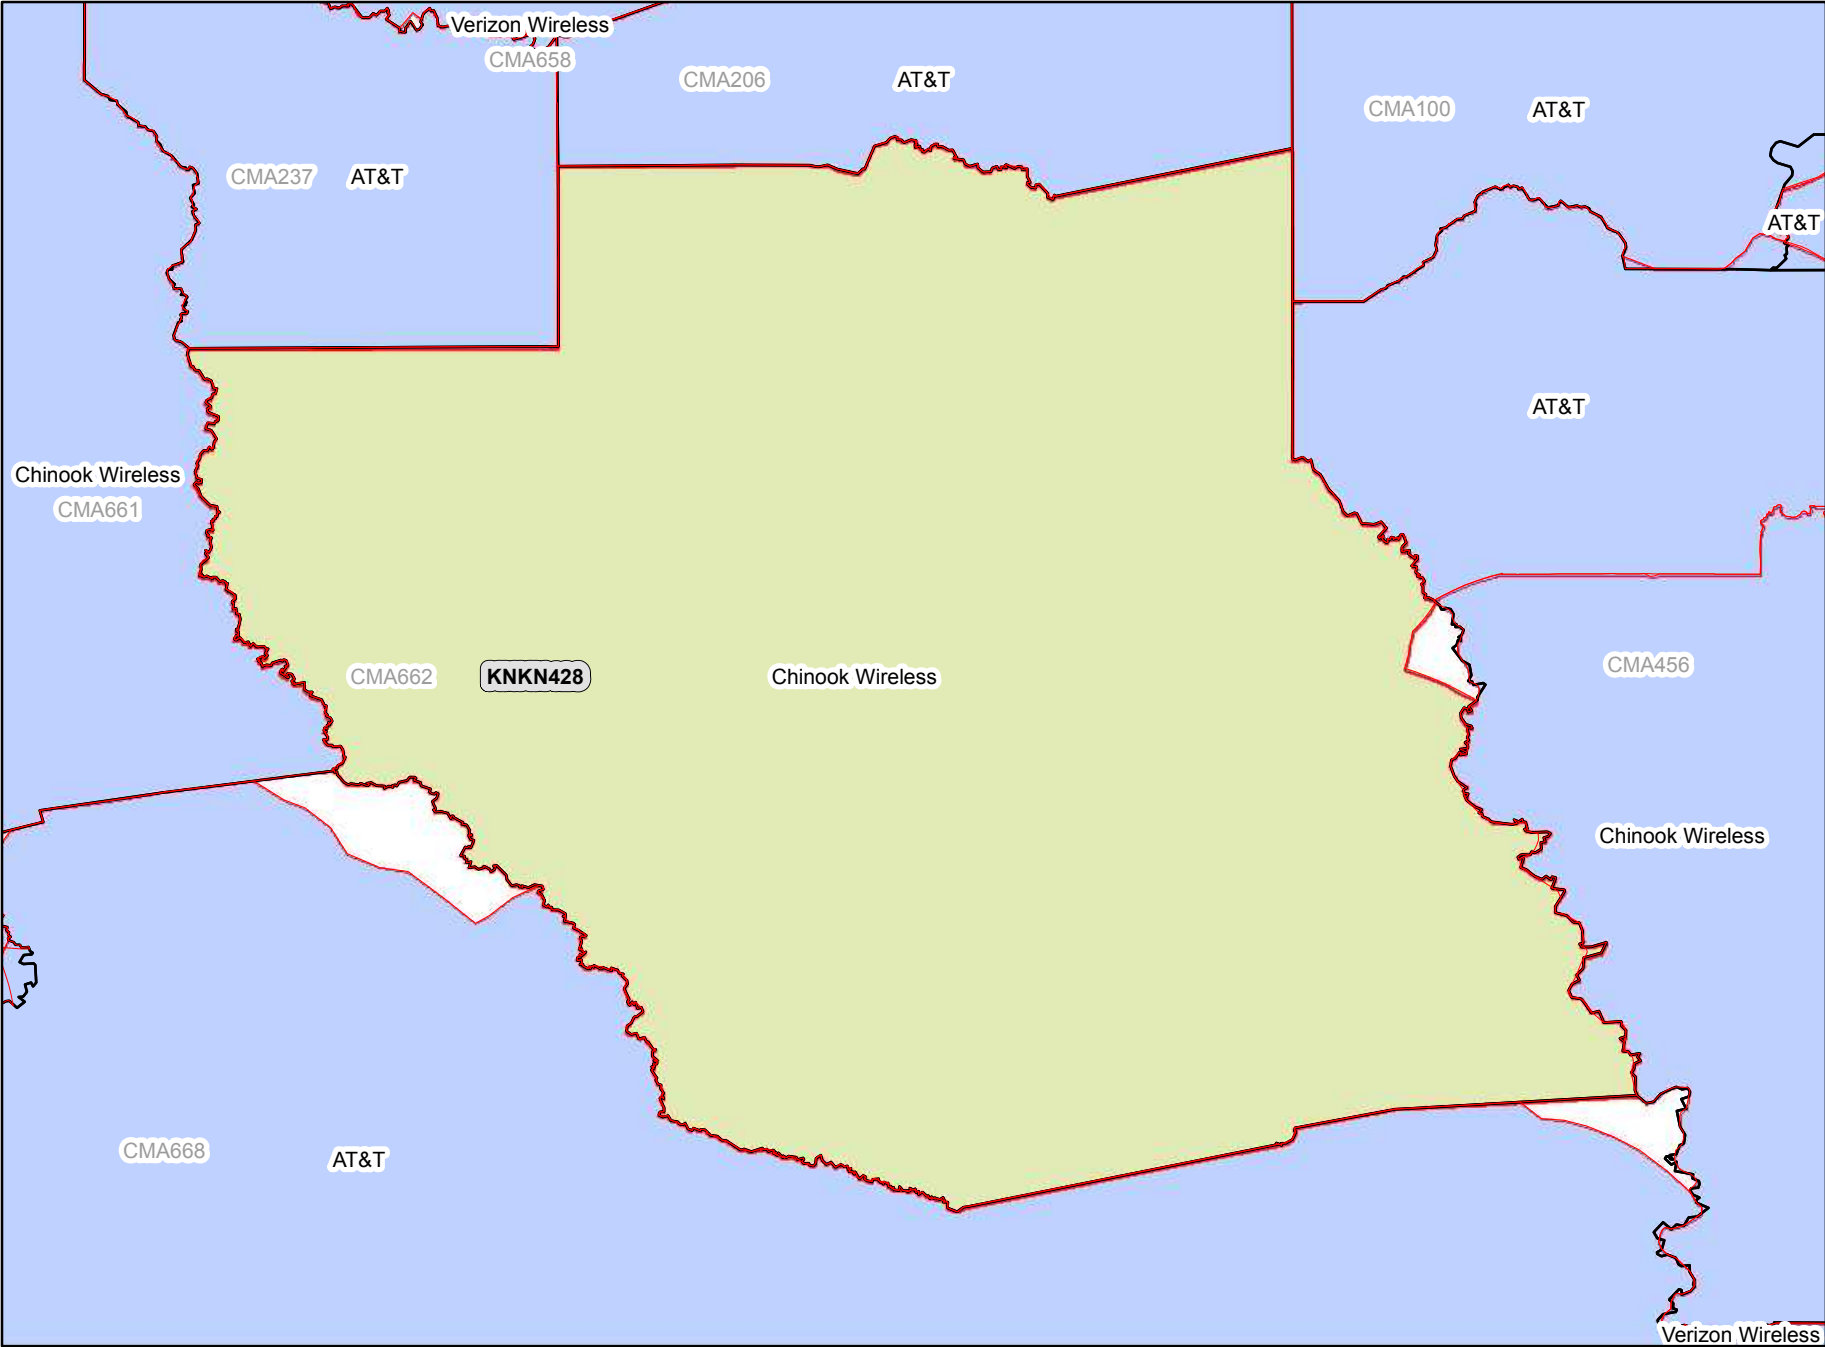 Verizon Wireless
CMA658
CMA206
AT&T
CMA100
AT&T
CMA237
AT&T
AT&T
AT&T
Chinook Wireless
CMA661
CMA662
KNKN428
Chinook Wireless
CMA456
Chinook Wireless
CMA668
AT&T
Verizon Wireless